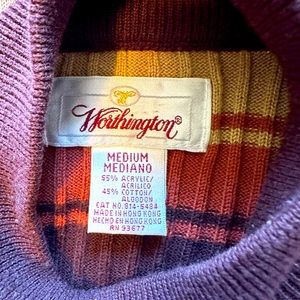 Worthington®
MEDIUM
MEDIANO
55% ACRYLIC/
ACRILICO
45% COTTON/
ALGODON
CAT NO. 814-5484
MADE IN HONG KONG
HECHO EN HONG KONG
RN 93677